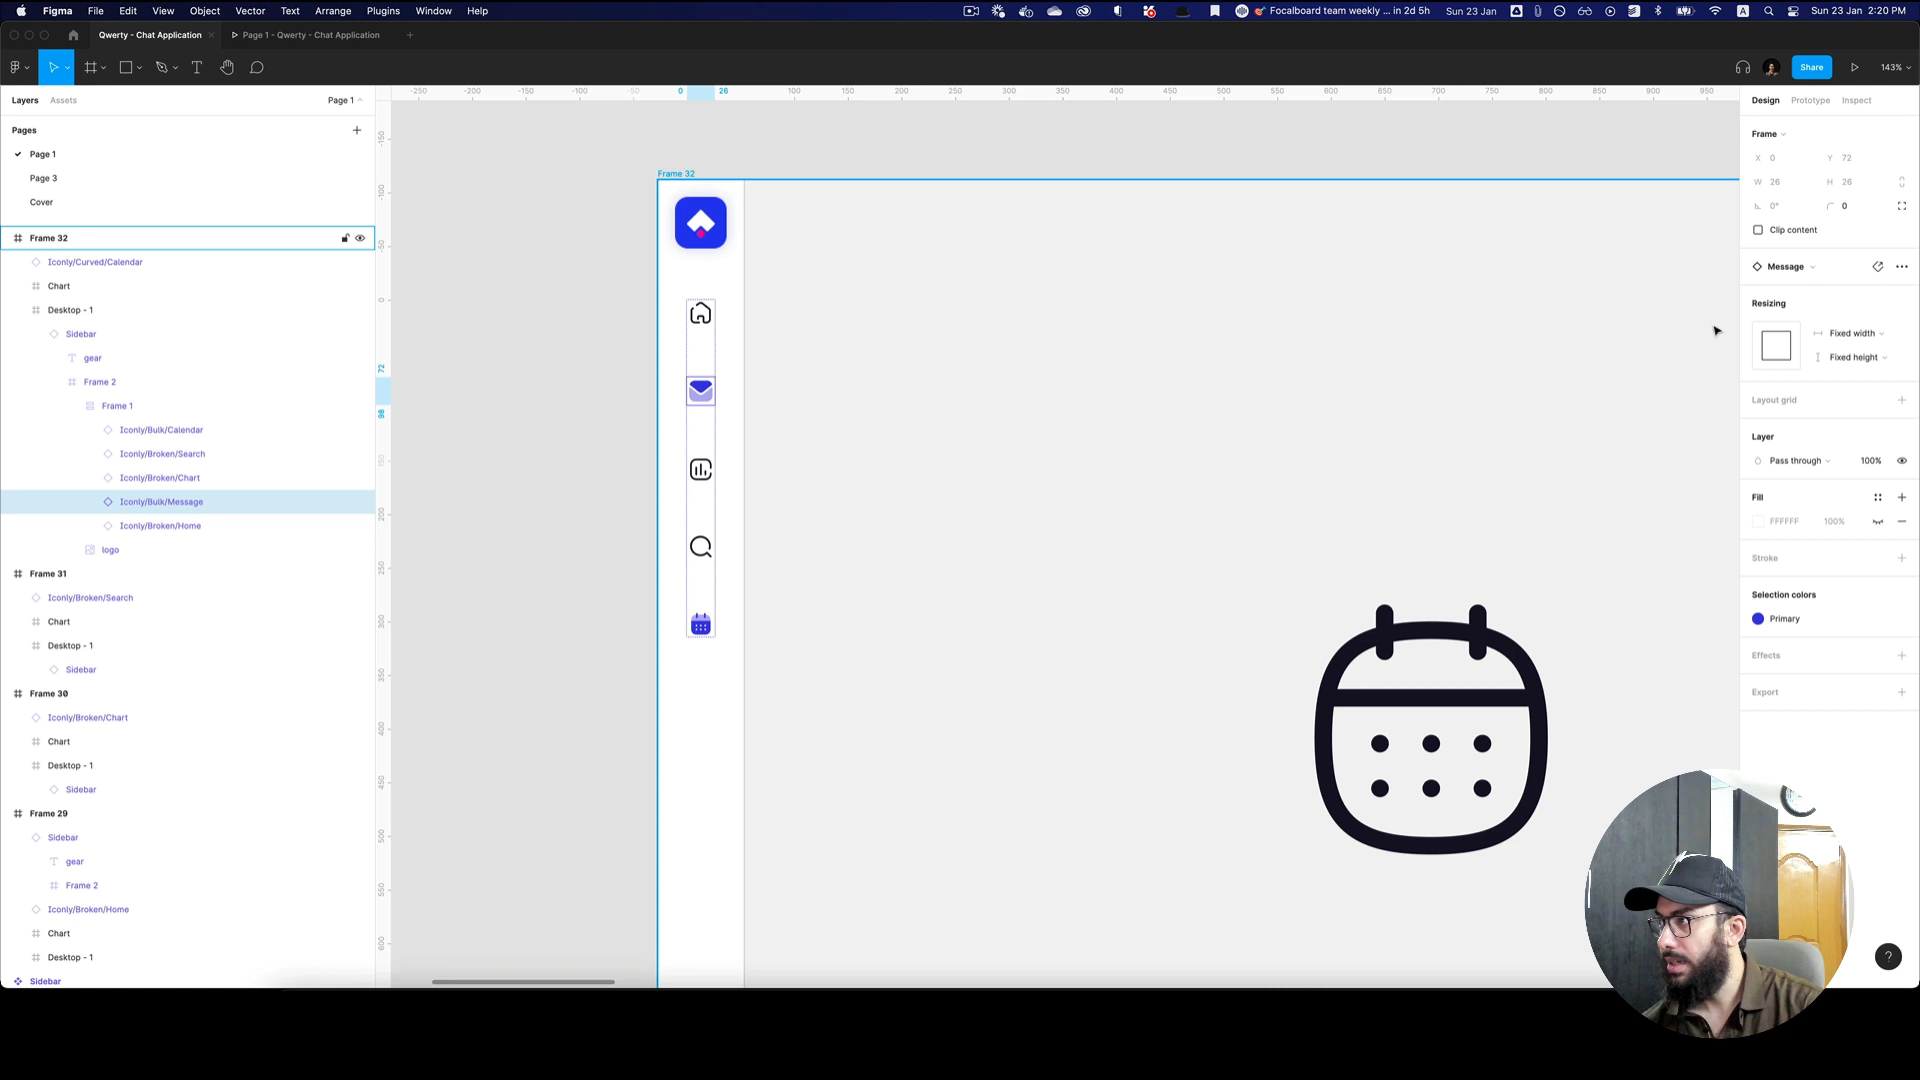 Figma File Edit View Object Vector Text Arrange Plugins Window Help
Focalboard team weekly ... in 2d 5h Sun 23 Jan
A
Sun 23 Jan 2:20 PM
Qwerty - Chat Application
Page 1 - Qwerty - Chat Application
Share
143%
Layers Assets Page 1
Pages
Page 1
Page 3
Cover
Frame 32
Iconly/Curved/Calendar
Chart
Desktop - 1
Sidebar
gear
Frame 2
Frame 1
Iconly/Bulk/Calendar
Iconly/Broken/Search
Iconly/Broken/Chart
Iconly/Bulk/Message
Iconly/Broken/Home
logo
Frame 31
Iconly/Broken/Search
Chart
Desktop - 1
Sidebar
Frame 30
Iconly/Broken/Chart
Chart
Desktop - 1
Sidebar
Frame 29
Sidebar
gear
Frame 2
Iconly/Broken/Home
Chart
Desktop - 1
Sidebar
-250 -200 -150 -100 -50 0 26 100 150 200 250 300 350 400 450 500 550 600 650 700 750 800 850 900 950
-150
-100
-50
0
72
98
150
200
250
300
350
400
450
500
550
600
Frame 32
Design Prototype Inspect
Frame
X 0 Y 72
W 26 H 26
0° 0
Clip content
Message
Resizing
Fixed width
Fixed height
Layout grid
Layer
Pass through 100%
Fill
FFFFFF 100%
Stroke
Selection colors
Primary
Effects
Export
?